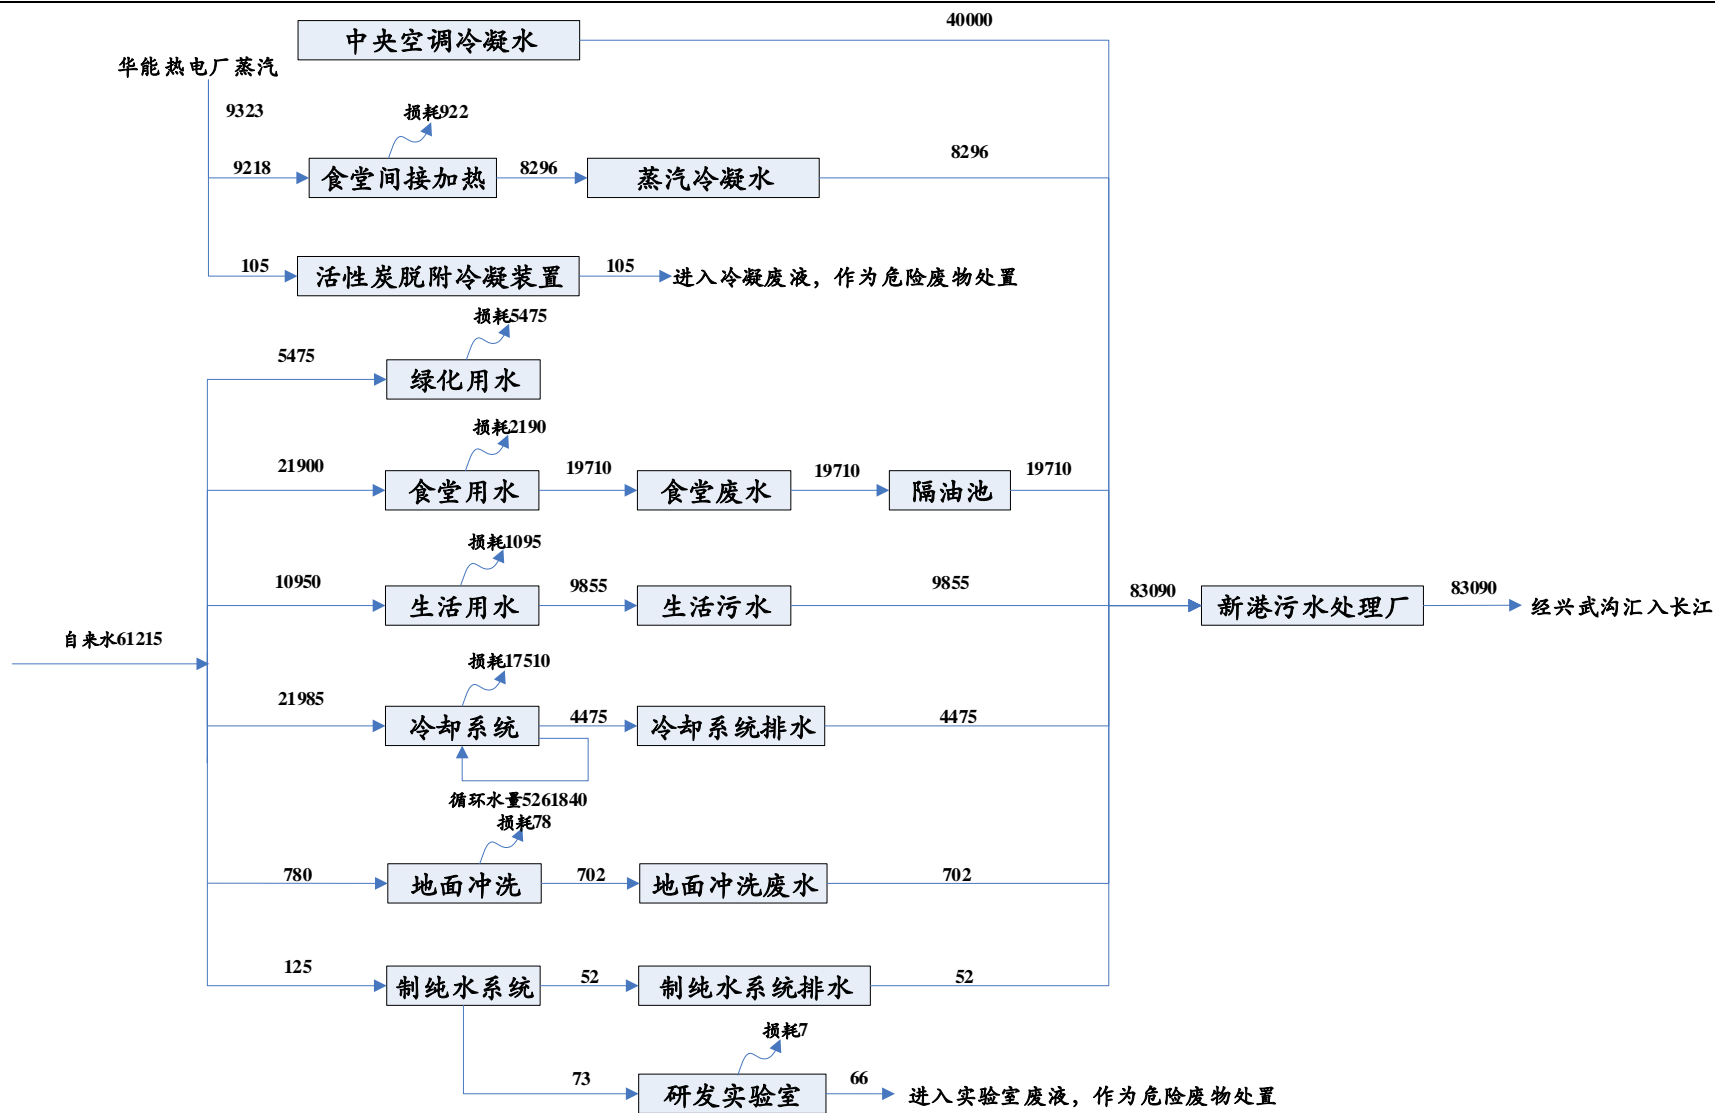 40000
中央空调冷凝水
华能热电厂蒸汽
9323
损耗922
9218
食堂间接加热
8296
蒸汽冷凝水
8296
105
活性炭脱附冷凝装置
105
进入冷凝废液，作为危险废物处置
损耗5475
5475
绿化用水
损耗2190
21900
食堂用水
19710
食堂废水
19710
隔油池
19710
损耗1095
10950
生活用水
9855
生活污水
9855
83090
新港污水处理厂
83090
经兴武沟汇入长江
自来水61215
损耗17510
21985
冷却系统
4475
冷却系统排水
4475
循环水量5261840
损耗78
780
地面冲洗
702
地面冲洗废水
702
125
制纯水系统
52
制纯水系统排水
52
损耗7
73
研发实验室
66
进入实验室废液，作为危险废物处置